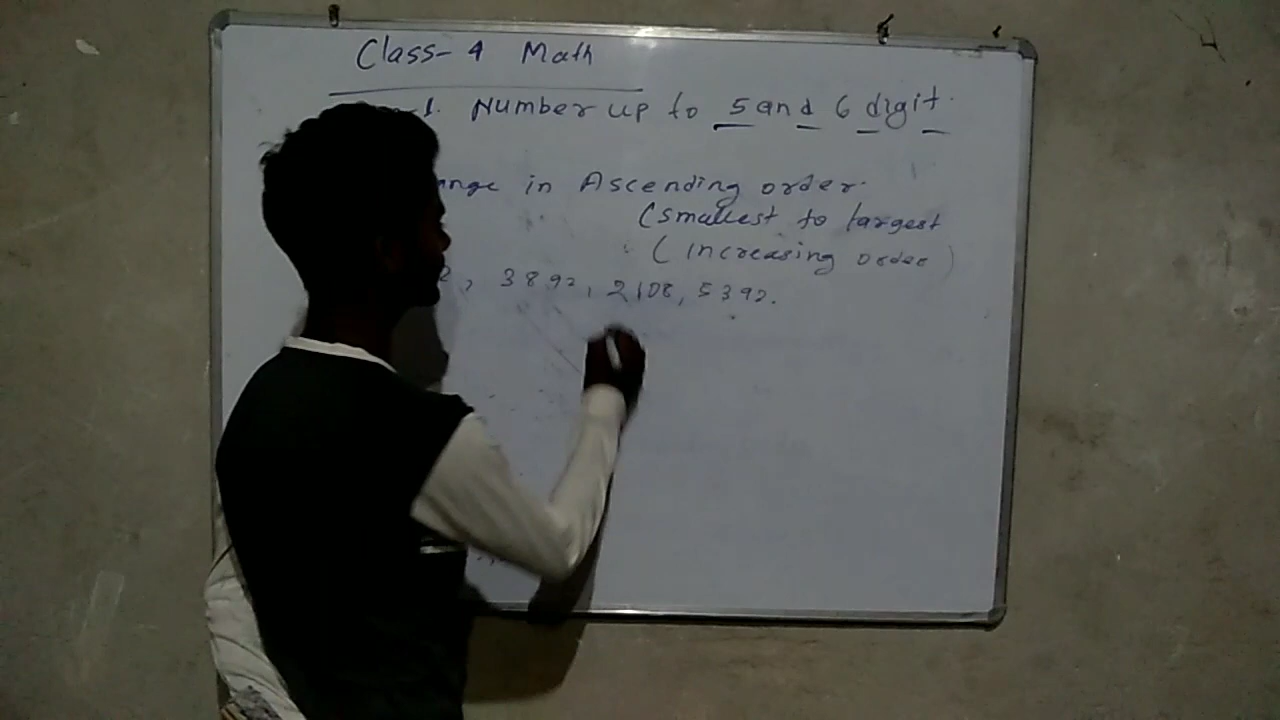 Class-4 Math
1. Number up to 5 and 6 digit.
in Ascending order.
(smallest to largest
(increasing order)
2, 3892, 2108, 5392.